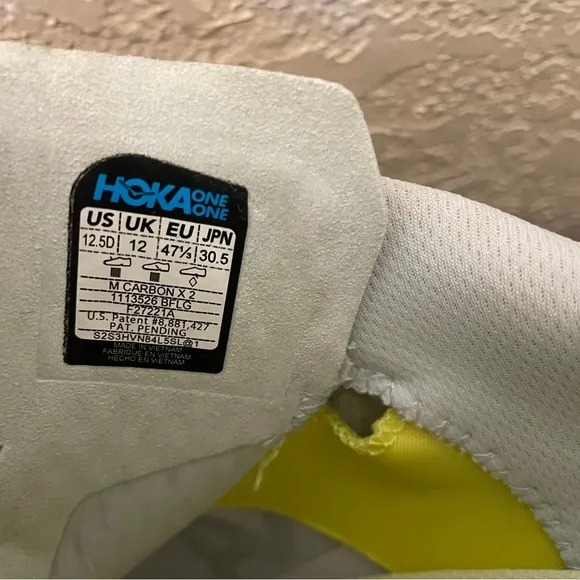 HOKA ONE ONE
US UK EU JPN
12.5D 12 47⅓ 30.5
M CARBON X 2
1113526 BFLG
F27221A
U.S. Patent #8,881,427
PAT. PENDING
S2S3HVN84L5SL@1
MADE IN VIETNAM
FABRIQUÉ EN VIETNAM
HECHO EN VIETNAM